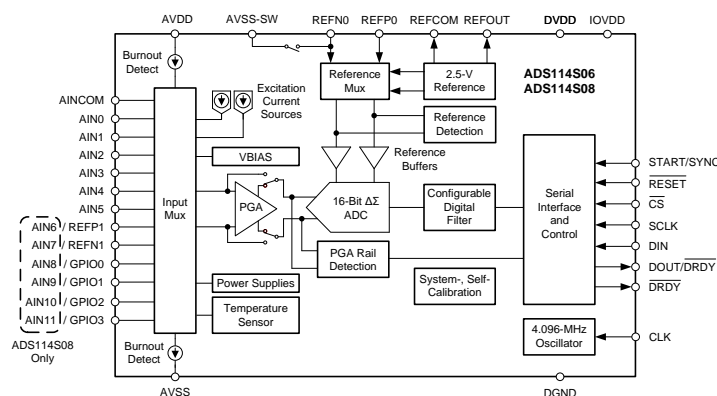 AVDD
AVSS-SW
REFN0
REFP0
REFCOM
REFOUT
DVDD
IOVDD
Burnout
Detect
Reference
Mux
2.5-V
Reference
ADS114S06
ADS114S08
AINCOM
AIN0
AIN1
AIN2
AIN3
AIN4
AIN5
AIN6 / REFP1
AIN7 / REFN1
AIN8 / GPIO0
AIN9 / GPIO1
AIN10 / GPIO2
AIN11 / GPIO3
ADS114S08
Only
Input
Mux
Excitation
Current
Sources
VBIAS
PGA
Reference
Detection
Reference
Buffers
16-Bit ΔΣ
ADC
Configurable
Digital
Filter
Serial
Interface
and
Control
PGA Rail
Detection
System-, Self-
Calibration
Power Supplies
Temperature
Sensor
START/SYNC
RESET
CS
SCLK
DIN
DOUT/DRDY
DRDY
4.096-MHz
Oscillator
CLK
Burnout
Detect
AVSS
DGND